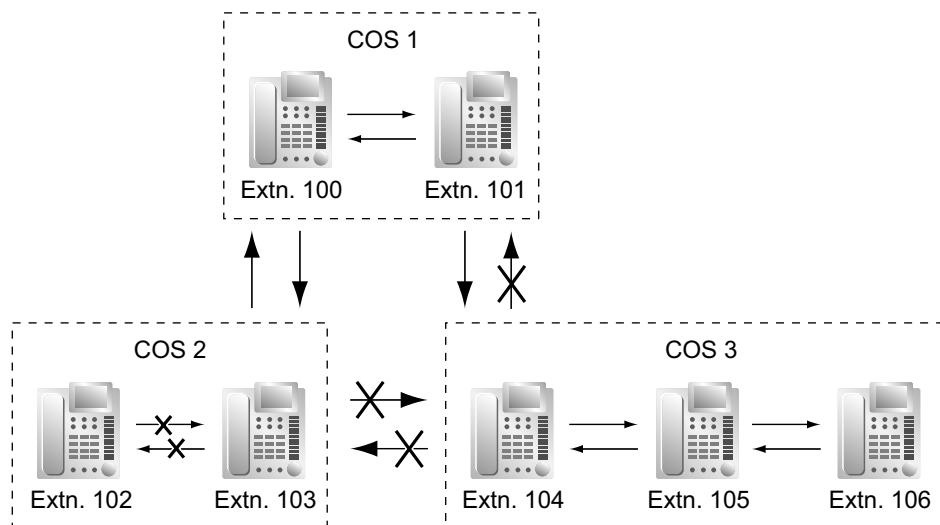 COS 1
Extn. 100 Extn. 101
COS 2
Extn. 102 Extn. 103
COS 3
Extn. 104 Extn. 105 Extn. 106